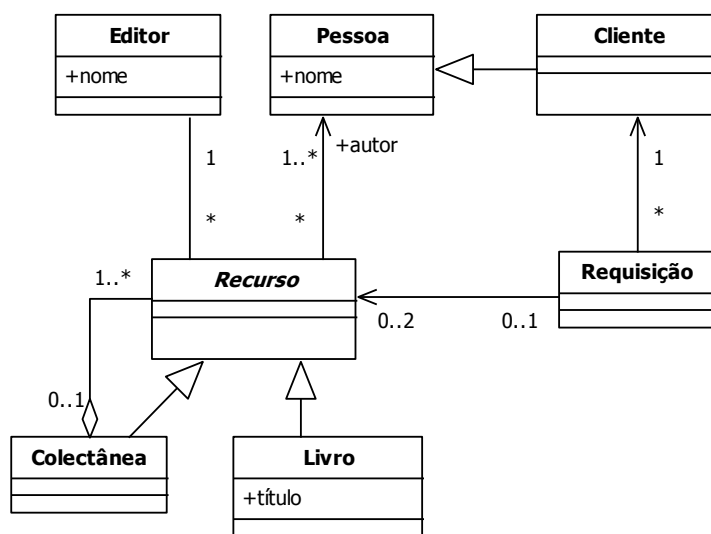 Editor
+nome
Pessoa
+nome
Cliente
1
1..*
+autor
1
*
*
*
1..*
Recurso
Requisição
0..2
0..1
0..1
Colectânea
Livro
+título